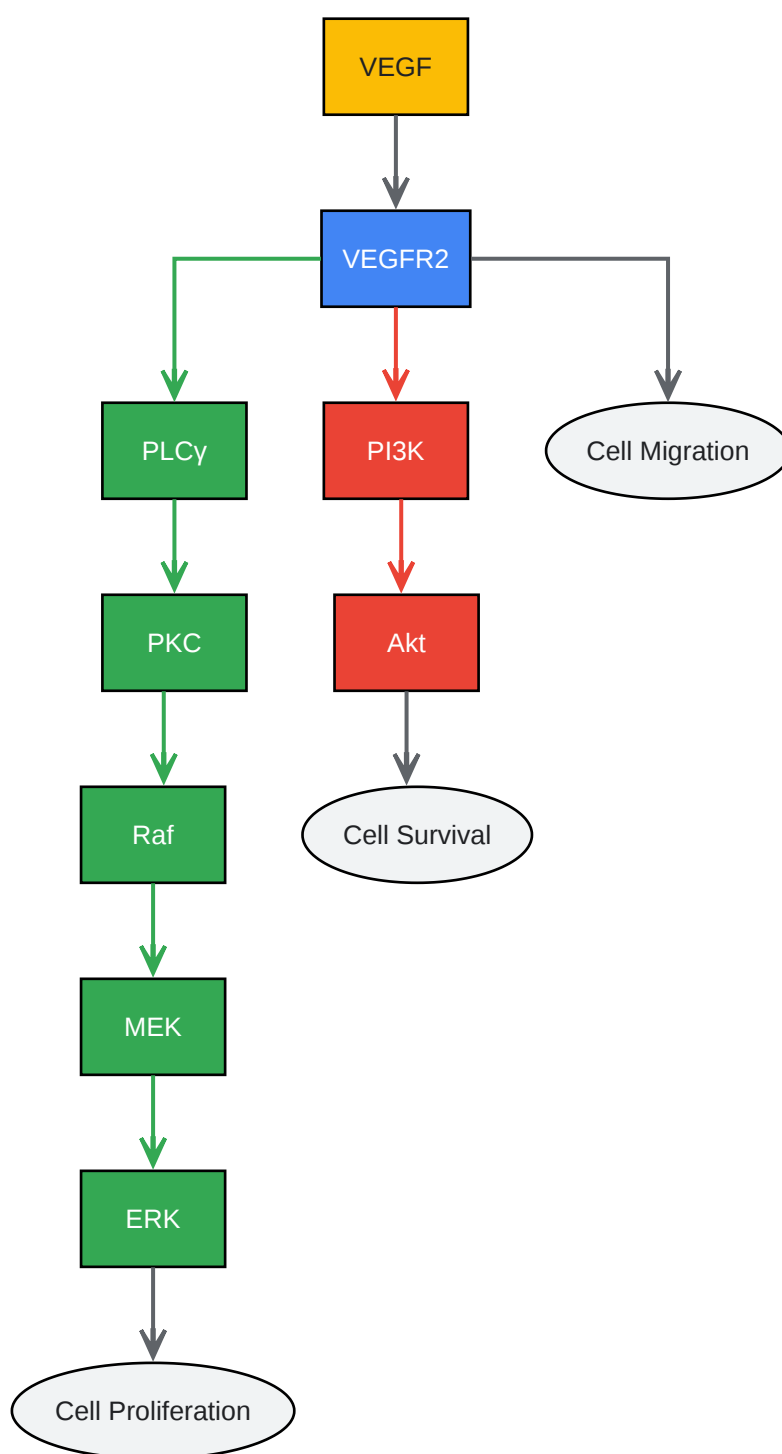 VEGF
VEGFR2
PLCγ
PI3K
Cell Migration
PKC
Akt
Raf
Cell Survival
MEK
ERK
Cell Proliferation